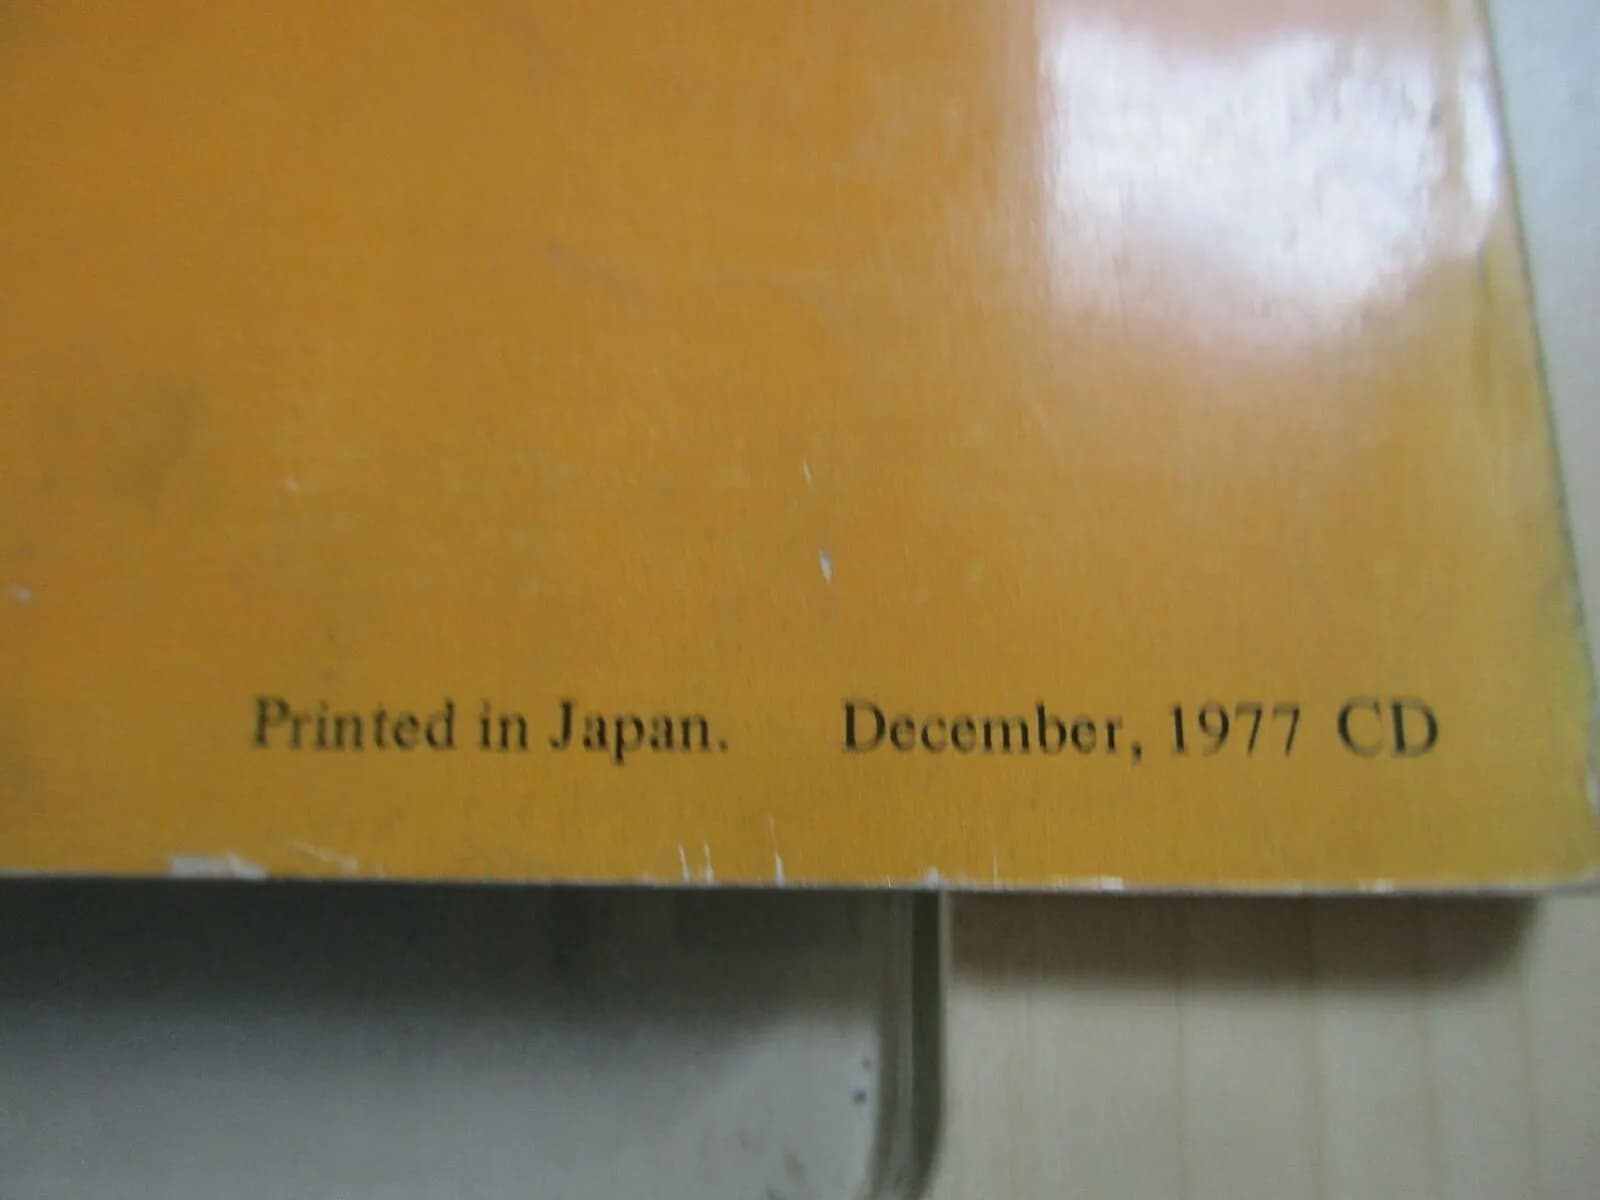 Printed in Japan. December, 1977 CD